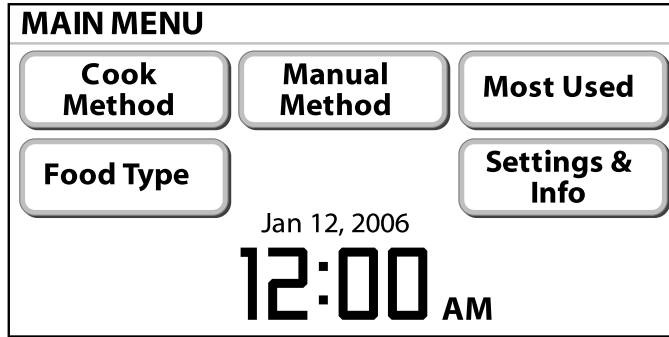 MAIN MENU
Cook
Method
Manual
Method
Most Used
Food Type
Settings &
Info
Jan 12, 2006
12:00 AM